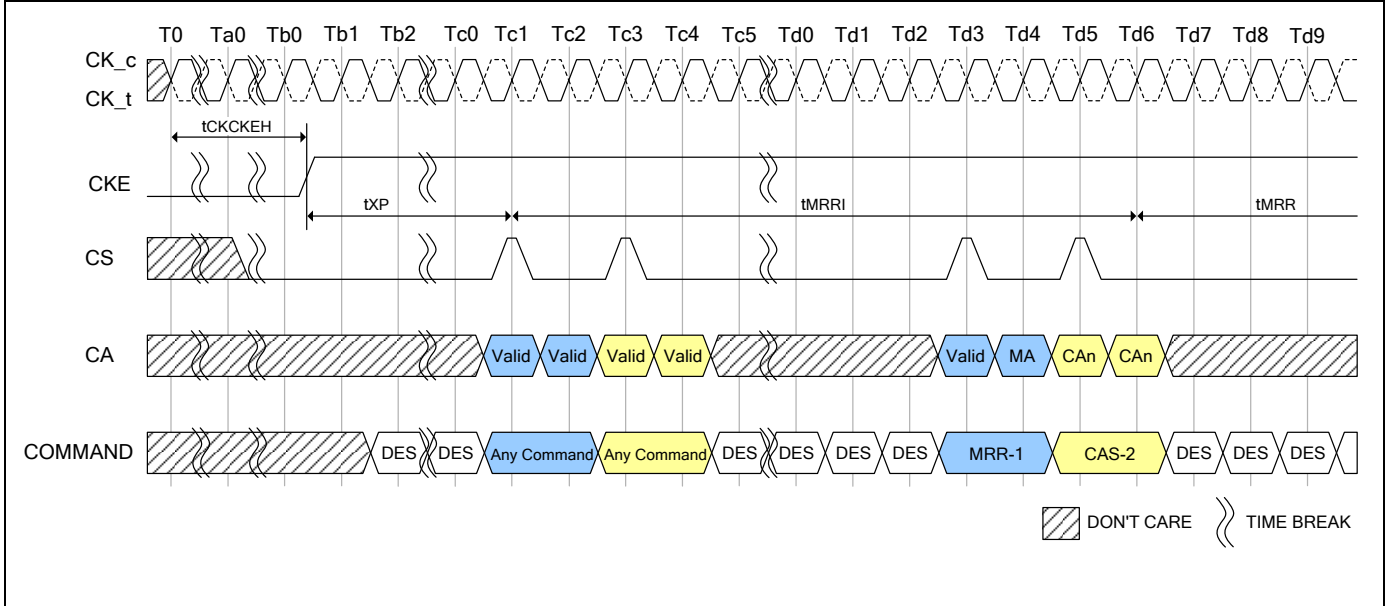 T0 Ta0 Tb0 Tb1 Tb2 Tc0 Tc1 Tc2 Tc3 Tc4 Tc5 Td0 Td1 Td2 Td3 Td4 Td5 Td6 Td7 Td8 Td9
CK_c
CK_t
tCKCKEH
CKE
tXP tMRRI tMRR
CS
CA Valid Valid Valid Valid Valid MA CAn CAn
COMMAND DES DES Any Command Any Command DES DES DES DES MRR-1 CAS-2 DES DES DES
DON'T CARE TIME BREAK